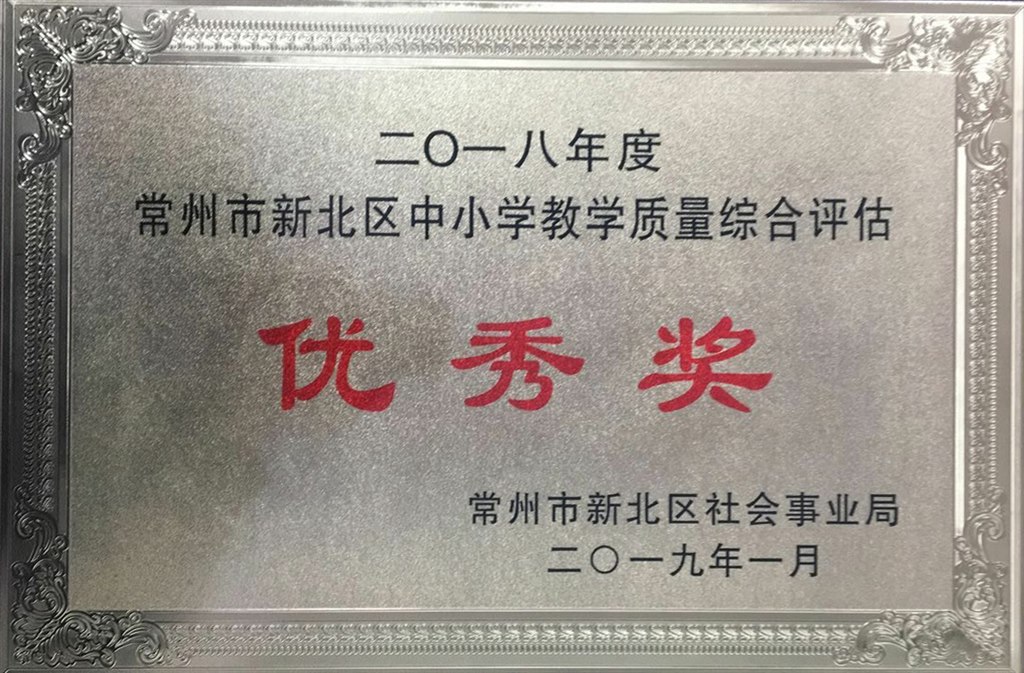 二〇一八年度
常州市新北区中小学教学质量综合评估
优秀奖
常州市新北区社会事业局
二〇一九年一月